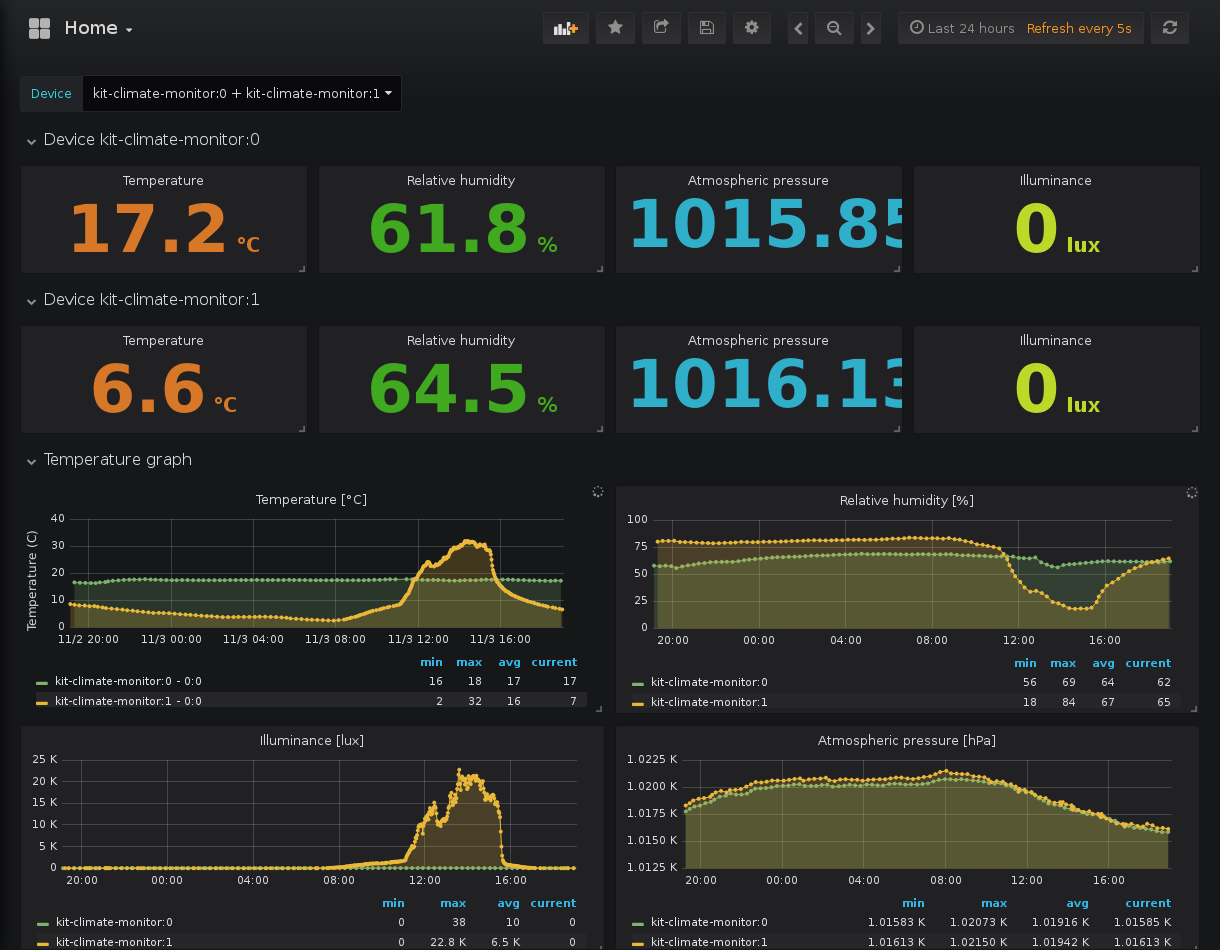 Home
Last 24 hours Refresh every 5s
Device kit-climate-monitor:0 + kit-climate-monitor:1
Device kit-climate-monitor:0
Temperature Relative humidity Atmospheric pressure Illuminance
17.2 °C 61.8 % 1015.85 0 lux
Device kit-climate-monitor:1
Temperature Relative humidity Atmospheric pressure Illuminance
6.6 °C 64.5 % 1016.13 0 lux
Temperature graph
Temperature [°C]
Temperature (C)
40
30
20
10
0
11/2 20:00 11/3 00:00 11/3 04:00 11/3 08:00 11/3 12:00 11/3 16:00
min max avg current
kit-climate-monitor:0 - 0:0 16 18 17 17
kit-climate-monitor:1 - 0:0 2 32 16 7
Relative humidity [%]
100
75
50
25
0
20:00 00:00 04:00 08:00 12:00 16:00
min max avg current
kit-climate-monitor:0 56 69 64 62
kit-climate-monitor:1 18 84 67 65
Illuminance [lux]
25 K
20 K
15 K
10 K
5 K
0
20:00 00:00 04:00 08:00 12:00 16:00
min max avg current
kit-climate-monitor:0 0 38 10 0
kit-climate-monitor:1 0 22.8 K 6.5 K 0
Atmospheric pressure [hPa]
1.0225 K
1.0200 K
1.0175 K
1.0150 K
1.0125 K
20:00 00:00 04:00 08:00 12:00 16:00
min max avg current
kit-climate-monitor:0 1.01583 K 1.02073 K 1.01916 K 1.01585 K
kit-climate-monitor:1 1.01613 K 1.02150 K 1.01942 K 1.01613 K